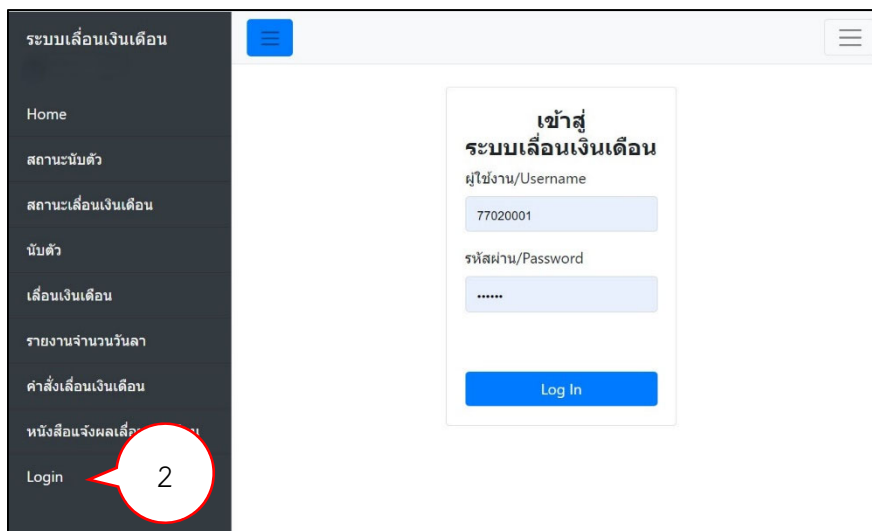 ระบบเลื่อนเงินเดือน
Home
สถานะนับตัว
สถานะเลื่อนเงินเดือน
นับตัว
เลื่อนเงินเดือน
รายงานจำนวนวันลา
คำสั่งเลื่อนเงินเดือน
หนังสือแจ้งผลเลื่อ
Login
2
เข้าสู่
ระบบเลื่อนเงินเดือน
ผู้ใช้งาน/Username
77020001
รหัสผ่าน/Password
••••••
Log In